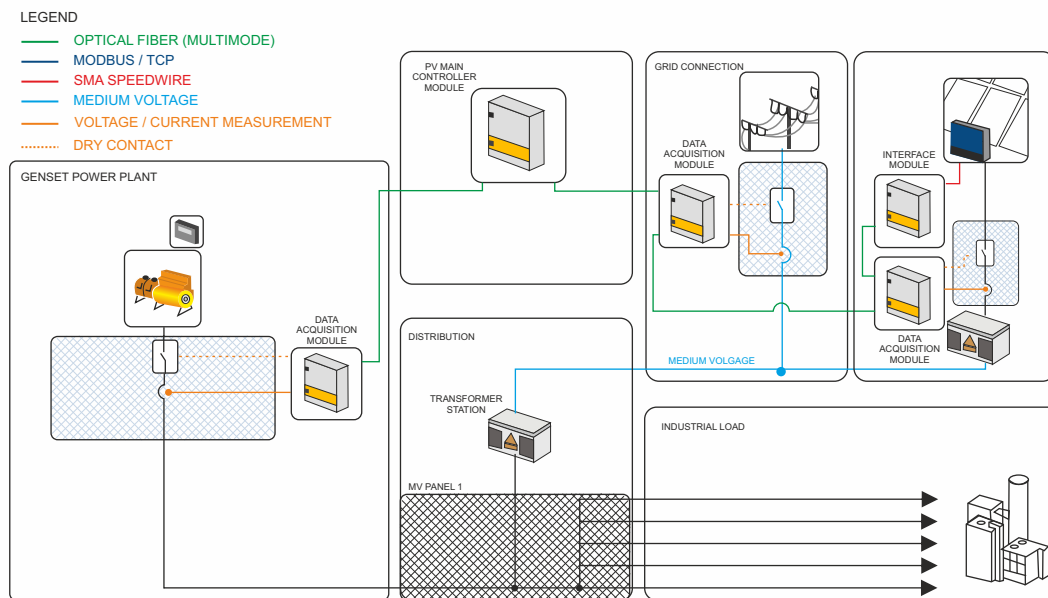 LEGEND
OPTICAL FIBER (MULTIMODE)
MODBUS / TCP
SMA SPEEDWIRE
MEDIUM VOLTAGE
VOLTAGE / CURRENT MEASUREMENT
DRY CONTACT
GENSET POWER PLANT
DATA
ACQUISITION
MODULE
PV MAIN
CONTROLLER
MODULE
GRID CONNECTION
DATA
ACQUISITION
MODULE
INTERFACE
MODULE
DATA
ACQUISITION
MODULE
DISTRIBUTION
MEDIUM VOLGAGE
TRANSFORMER
STATION
MV PANEL 1
INDUSTRIAL LOAD